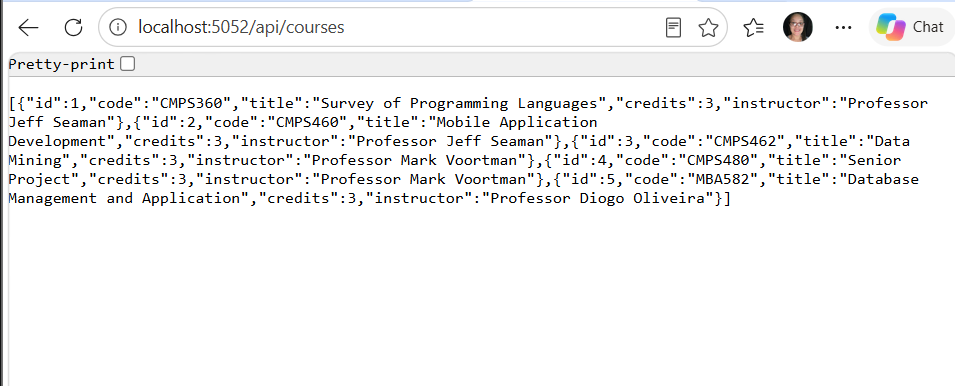 localhost:5052/api/courses
Chat
Pretty-print
[{"id":1,"code":"CMPS360","title":"Survey of Programming Languages","credits":3,"instructor":"Professor
Jeff Seaman"},{"id":2,"code":"CMPS460","title":"Mobile Application
Development","credits":3,"instructor":"Professor Jeff Seaman"},{"id":3,"code":"CMPS462","title":"Data
Mining","credits":3,"instructor":"Professor Mark Voortman"},{"id":4,"code":"CMPS480","title":"Senior
Project","credits":3,"instructor":"Professor Mark Voortman"},{"id":5,"code":"MBA582","title":"Database
Management and Application","credits":3,"instructor":"Professor Diogo Oliveira"}]